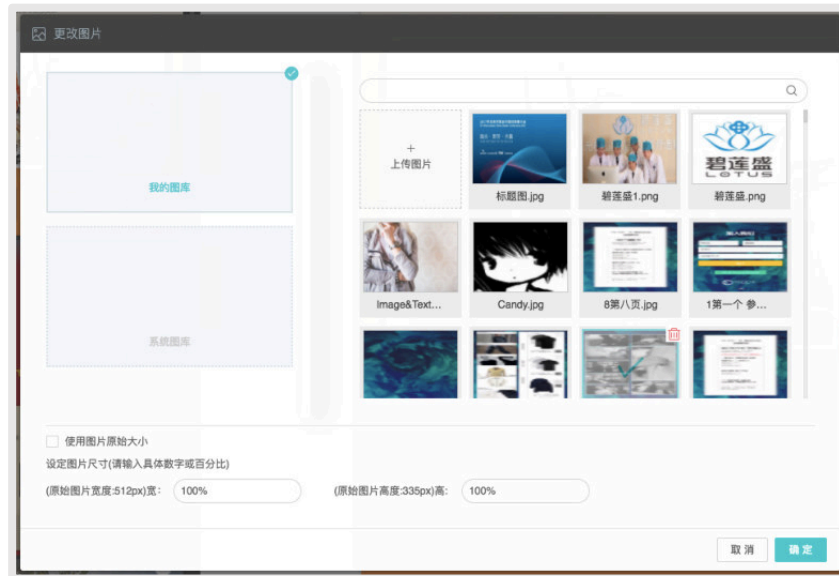 更改图片
我的图库
系统图库
+
上传图片
标题图.jpg
碧莲盛1.png
碧莲盛
LOTUS
碧莲盛.png
Image&Text...
Candy.jpg
8第八页.jpg
1第一个 参...
使用图片原始大小
设定图片尺寸(请输入具体数字或百分比)
(原始图片宽度:512px)宽: 100%
(原始图片高度:335px)高: 100%
取消
确定